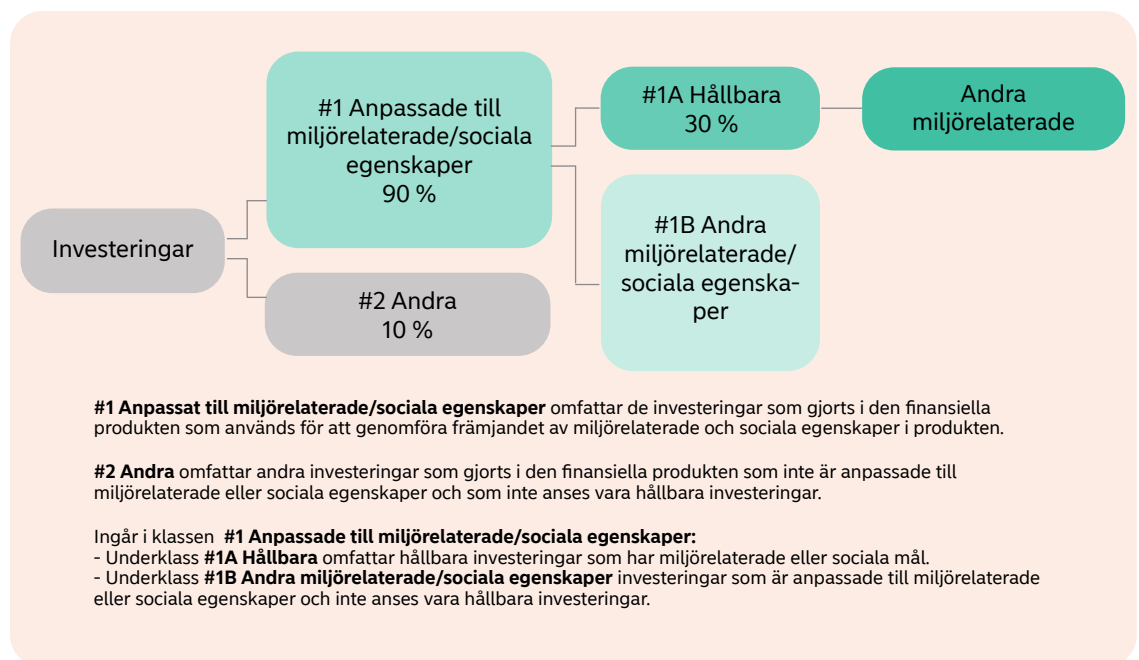 #1 Anpassade till
miljörelaterade/sociala
egenskaper
90 %
#1A Hållbara
30 %
Andra
miljörelaterade
Investeringar
#1B Andra
miljörelaterade/
sociala egenska-
per
#2 Andra
10 %
#1 Anpassat till miljörelaterade/sociala egenskaper omfattar de investeringar som gjorts i den finansiella
produkten som används för att genomföra främjandet av miljörelaterade och sociala egenskaper i produkten.
#2 Andra omfattar andra investeringar som gjorts i den finansiella produkten som inte är anpassade till
miljörelaterade eller sociala egenskaper och som inte anses vara hållbara investeringar.
Ingår i klassen #1 Anpassade till miljörelaterade/sociala egenskaper:
- Underklass #1A Hållbara omfattar hållbara investeringar som har miljörelaterade eller sociala mål.
- Underklass #1B Andra miljörelaterade/sociala egenskaper investeringar som är anpassade till miljörelaterade
eller sociala egenskaper och inte anses vara hållbara investeringar.